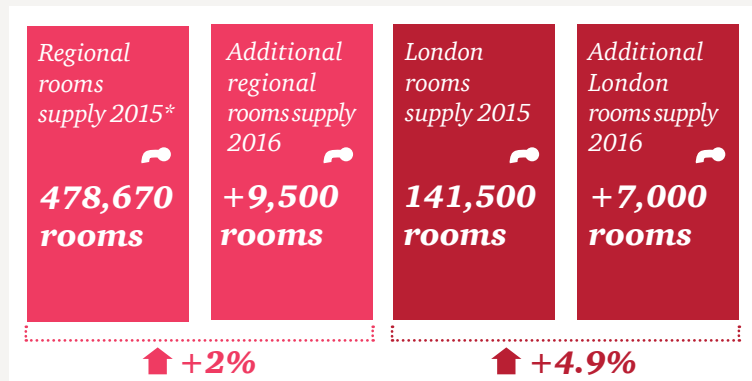 Regional
rooms
supply 2015*
478,670
rooms
Additional
regional
rooms supply
2016
+9,500
rooms
London
rooms
supply 2015
141,500
rooms
Additional
London
rooms supply
2016
+7,000
rooms
+2%
+4.9%